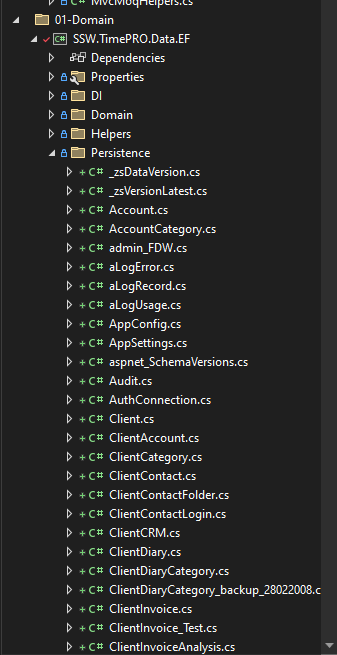 MvcMoqHelpers.cs
01-Domain
C# SSW.TimePRO.Data.EF
Dependencies
Properties
DI
Domain
Helpers
Persistence
+ C# _zsDataVersion.cs
+ C# _zsVersionLatest.cs
+ C# Account.cs
+ C# AccountCategory.cs
+ C# admin_FDW.cs
+ C# aLogError.cs
+ C# aLogRecord.cs
+ C# aLogUsage.cs
+ C# AppConfig.cs
+ C# AppSettings.cs
+ C# aspnet_SchemaVersions.cs
+ C# Audit.cs
+ C# AuthConnection.cs
+ C# Client.cs
+ C# ClientAccount.cs
+ C# ClientCategory.cs
+ C# ClientContact.cs
+ C# ClientContactFolder.cs
+ C# ClientContactLogin.cs
+ C# ClientCRM.cs
+ C# ClientDiary.cs
+ C# ClientDiaryCategory.cs
+ C# ClientDiaryCategory_backup_28022008.c
+ C# ClientInvoice.cs
+ C# ClientInvoice_Test.cs
+ C# ClientInvoiceAnalysis.cs